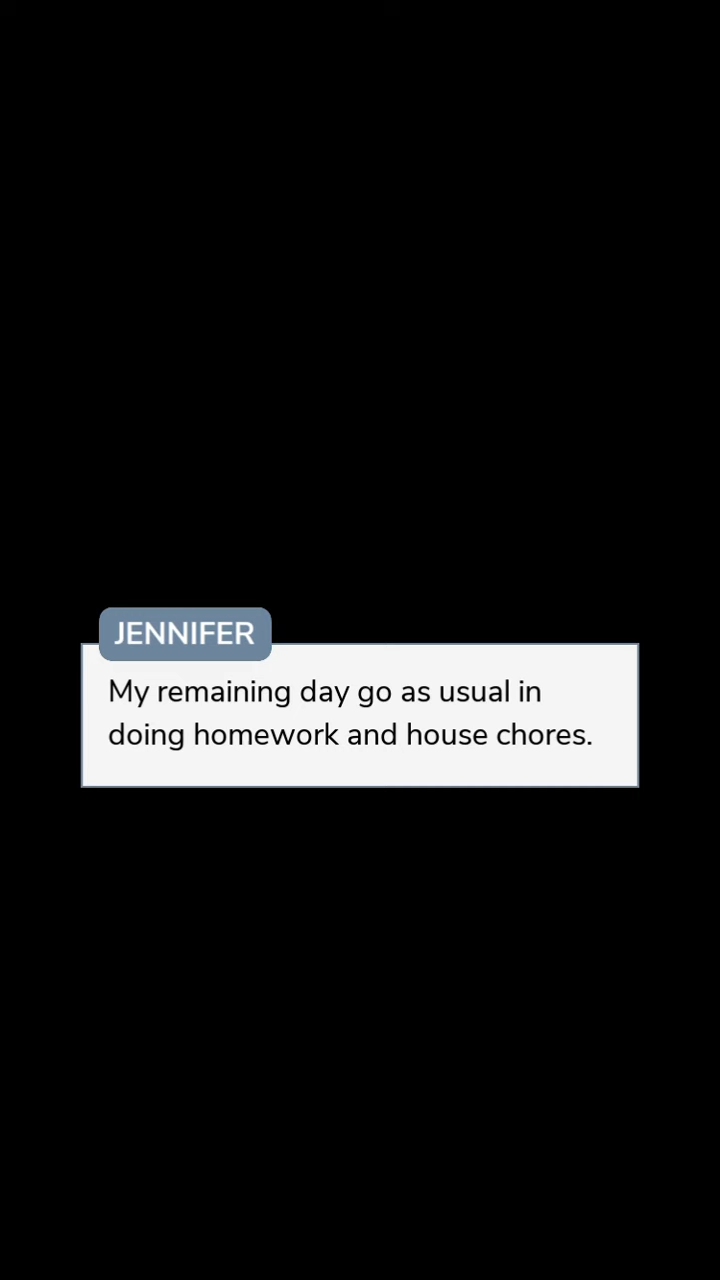 JENNIFER
My remaining day go as usual in
doing homework and house chores.